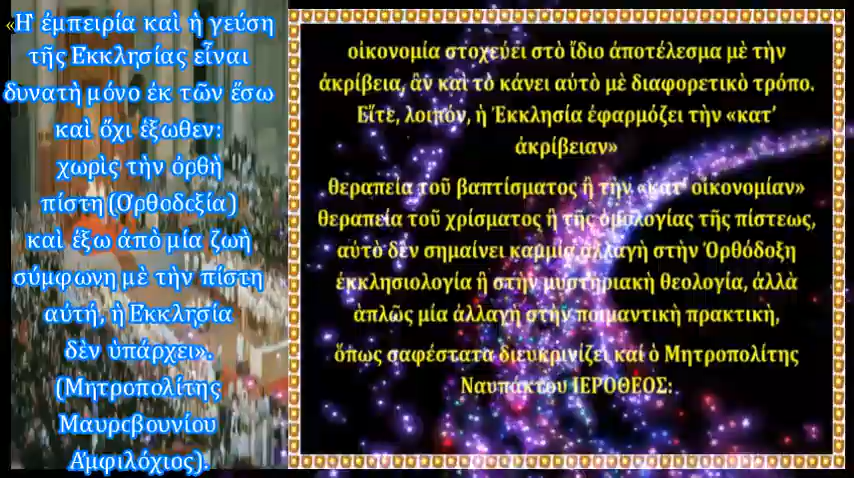 «Ἡ ἐμπειρία καὶ ἡ γεύση
τῆς Εκκλησίας εἶναι
δυνατὴ μόνο ἐκ τῶν ἔσω
καὶ ὄχι ἐξωθεν:
χωρὶς τὴν ὀρθὴ
πίστη (Ὀρθοδοξία)
καὶ ἔξω ἀπὸ μία ζωὴ
σύμφωνη μὲ τὴν πίστη
αὐτή, ἡ Εκκλησία
δὲν ὑπάρχει».
(Μητροπολίτης
Μαυροβουνίου
Ἀμφιλόχιος).
οἰκονομία στοχεύει στὸ ἴδιο ἀποτέλεσμα μὲ τὴν
ἀκρίβεια, ἂν καὶ τὸ κάνει αὐτὸ μὲ διαφορετικὸ τρόπο.
Εἴτε, λοιπόν, ἡ Ἐκκλησία ἐφαρμόζει τὴν «κατ'
ἀκρίβειαν»
θεραπεία τοῦ βαπτίσματος ἢ τὴν «κατ' οἰκονομίαν»
θεραπεία τοῦ χρίσματος ἢ τῆς ὁμολογίας τῆς πίστεως,
αὐτὸ δὲν σημαίνει καμμία ἀλλαγὴ στὴν Ὀρθόδοξη
ἐκκλησιολογία ἢ στὴν μυστηριακὴ θεολογία, ἀλλὰ
ἁπλῶς μία ἀλλαγὴ στὴν ποιμαντικὴ πρακτική,
ὅπως σαφέστατα διευκρινίζει καί ὁ Μητροπολίτης
Ναυπάκτου ΙΕΡΟΘΕΟΣ: